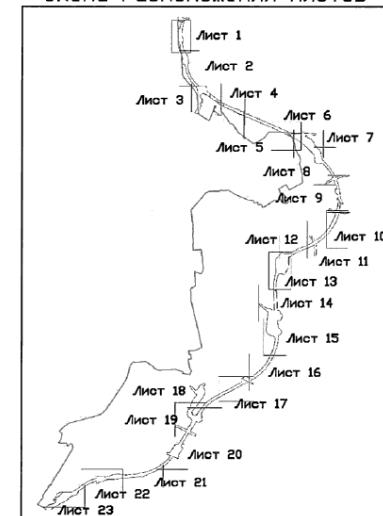 Лист 1
Лист 2
Лист 3
Лист 4
Лист 5
Лист 6
Лист 7
Лист 8
Лист 9
Лист 10
Лист 11
Лист 12
Лист 13
Лист 14
Лист 15
Лист 16
Лист 17
Лист 18
Лист 19
Лист 20
Лист 21
Лист 22
Лист 23